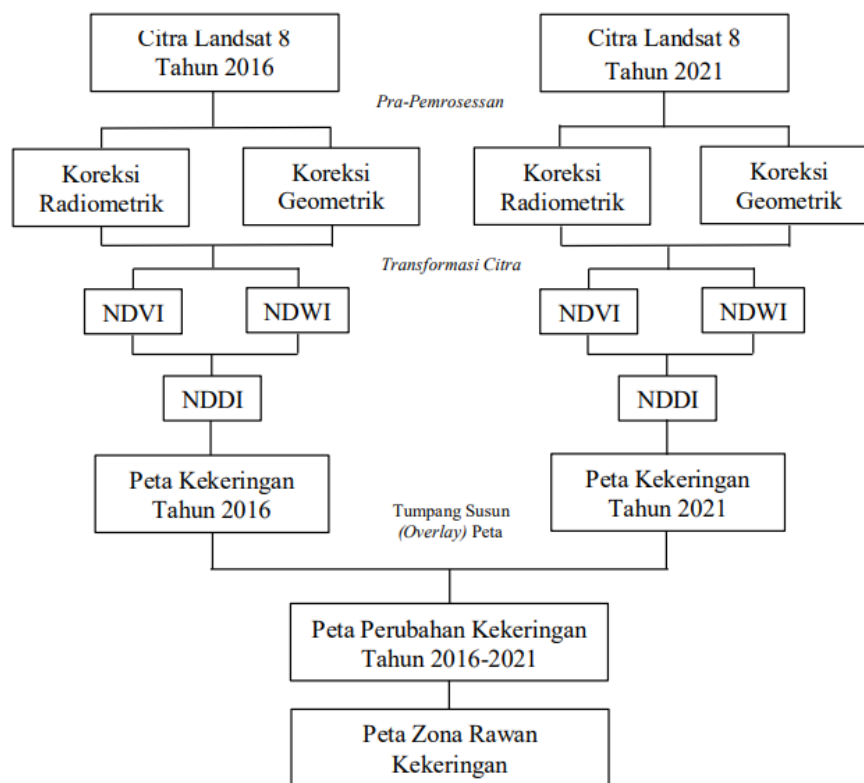 Citra Landsat 8
Tahun 2016
Citra Landsat 8
Tahun 2021
Pra-Pemrosessan
Koreksi
Radiometrik
Koreksi
Geometrik
Koreksi
Radiometrik
Koreksi
Geometrik
Transformasi Citra
NDVI
NDWI
NDVI
NDWI
NDDI
NDDI
Peta Kekeringan
Tahun 2016
Peta Kekeringan
Tahun 2021
Tumpang Susun
(Overlay) Peta
Peta Perubahan Kekeringan
Tahun 2016-2021
Peta Zona Rawan
Kekeringan